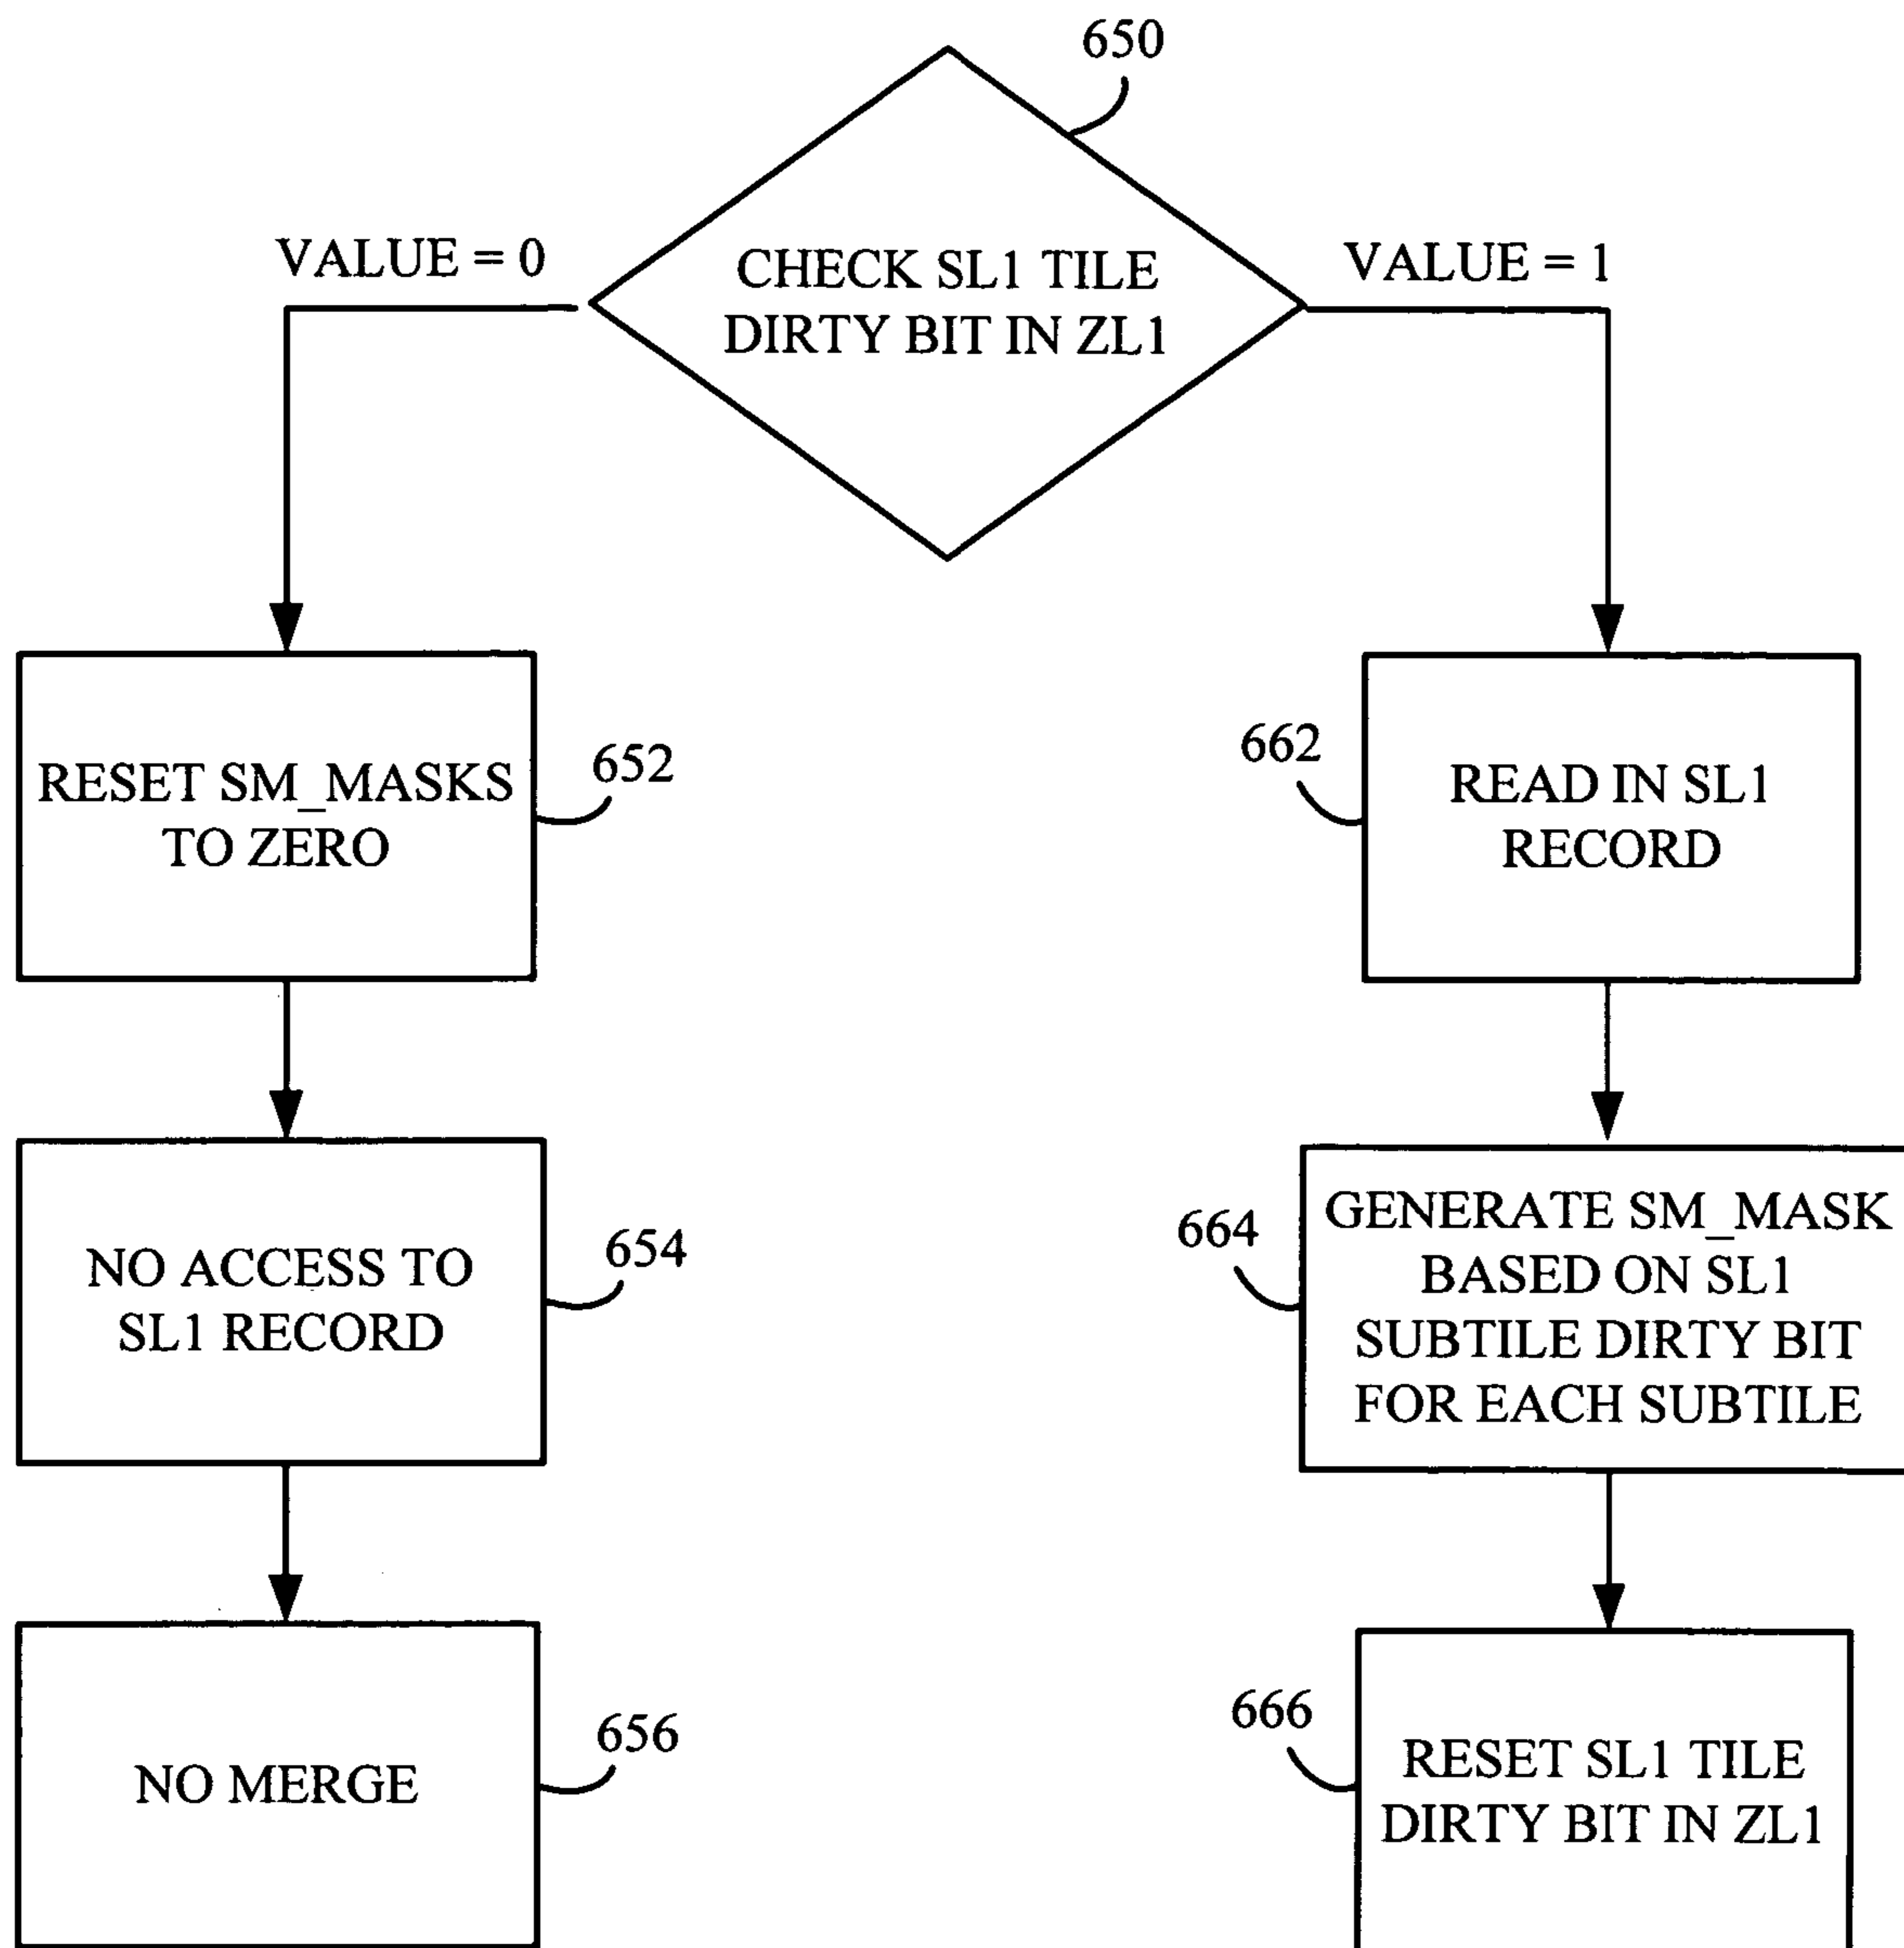 650
VALUE = 0
CHECK SL1 TILE
DIRTY BIT IN ZL1
VALUE = 1
RESET SM_MASKS
TO ZERO
652
662
READ IN SL1
RECORD
NO ACCESS TO
SL1 RECORD
654
664
GENERATE SM_MASK
BASED ON SL1
SUBTILE DIRTY BIT
FOR EACH SUBTILE
NO MERGE
656
666
RESET SL1 TILE
DIRTY BIT IN ZL1